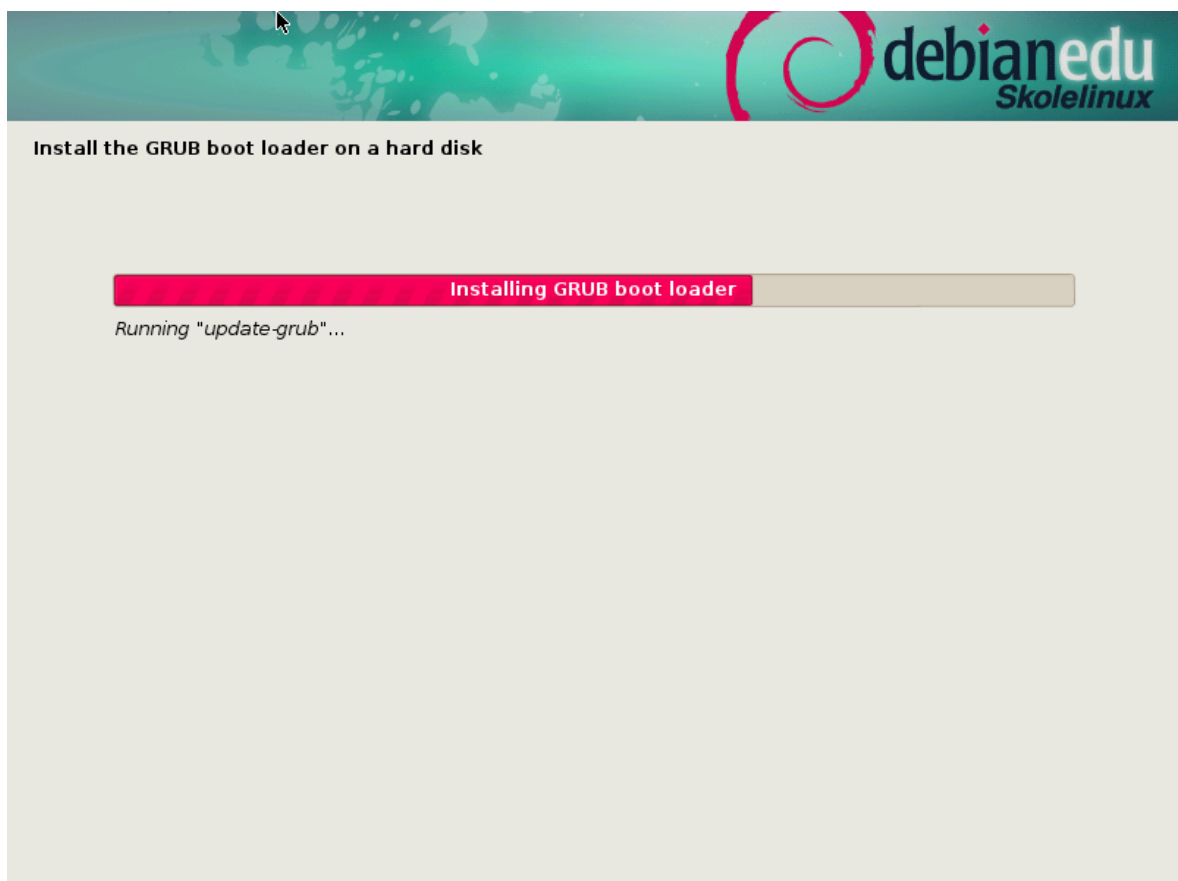 debianedu
Skolelinux
Install the GRUB boot loader on a hard disk
Installing GRUB boot loader
Running "update-grub"...